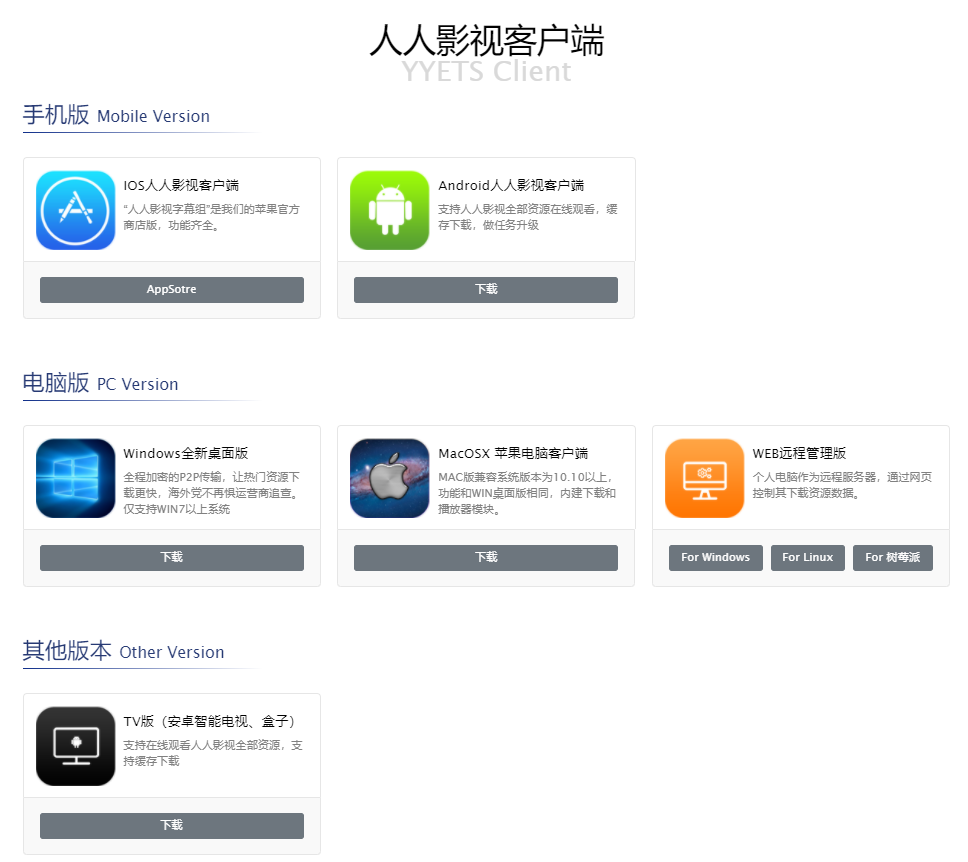 人人影视客户端
YYETS Client
手机版 Mobile Version
IOS人人影视客户端
“人人影视字幕组”是我们的苹果官方
商店版，功能齐全。
AppSotre
Android人人影视客户端
支持人人影视全部资源在线观看，缓
存下载，做任务升级
下载
电脑版 PC Version
Windows全新桌面版
全程加密的P2P传输，让热门资源下
载更快，海外党不再惧运营商追查。
仅支持WIN7以上系统
下载
MacOSX 苹果电脑客户端
MAC版兼容系统版本为10.10以上，
功能和WIN桌面版相同，内建下载和
播放器模块。
下载
WEB远程管理版
个人电脑作为远程服务器，通过网页
控制其下载资源数据。
For Windows
For Linux
For 树莓派
其他版本 Other Version
TV版（安卓智能电视、盒子）
支持在线观看人人影视全部资源，支
持缓存下载
下载